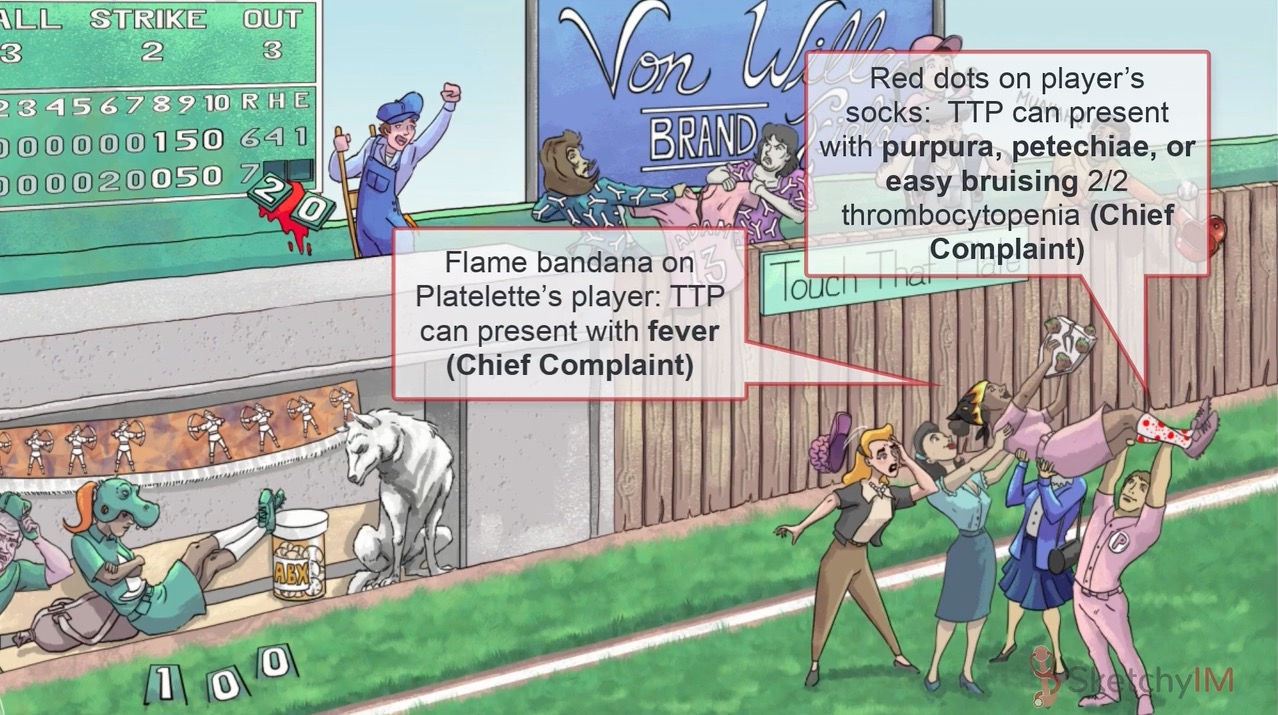 ALL STRIKE OUT
3 2 3
2 3 4 5 6 7 8 9 10 R H E
0 0 0 0 0 0 0 1 5 0 6 4 1
0 0 0 0 2 0 0 5 0 7
2 0
Von Wille
BRAND
Red dots on player's
socks: TTP can present
with purpura, petechiae, or
easy bruising 2/2
thrombocytopenia (Chief
Complaint)
Flame bandana on
Platelette's player: TTP
can present with fever
(Chief Complaint)
ADAM
13
Touch That Plate
P
ABX
1 0 0
SketchyIM